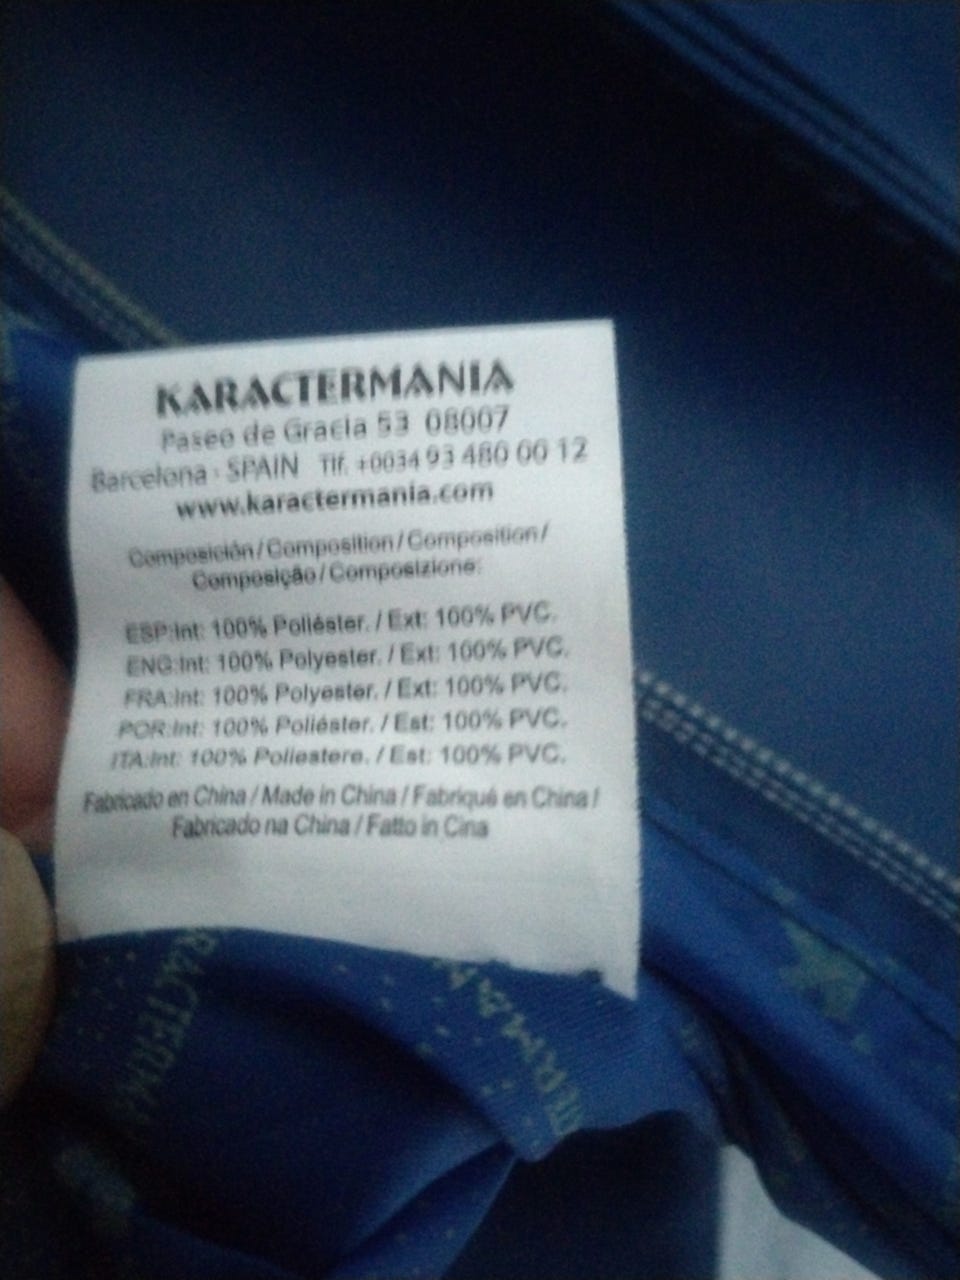 KARACTERMANIA
Paseo de Gracia 53 08007
Barcelona - SPAIN Tlf. +0034 93 480 00 12
www.karactermania.com
Composición / Composition / Composition /
Composição / Composizione:
ESP:Int: 100% Poliéster. / Ext: 100% PVC.
ENG:Int: 100% Polyester. / Ext: 100% PVC.
FRA:Int: 100% Polyester. / Ext: 100% PVC.
POR:Int: 100% Poliéster. / Est: 100% PVC.
ITA:Int: 100% Poliestere. / Est: 100% PVC.
Fabricado en China / Made in China / Fabriqué en China /
Fabricado na China / Fatto in Cina